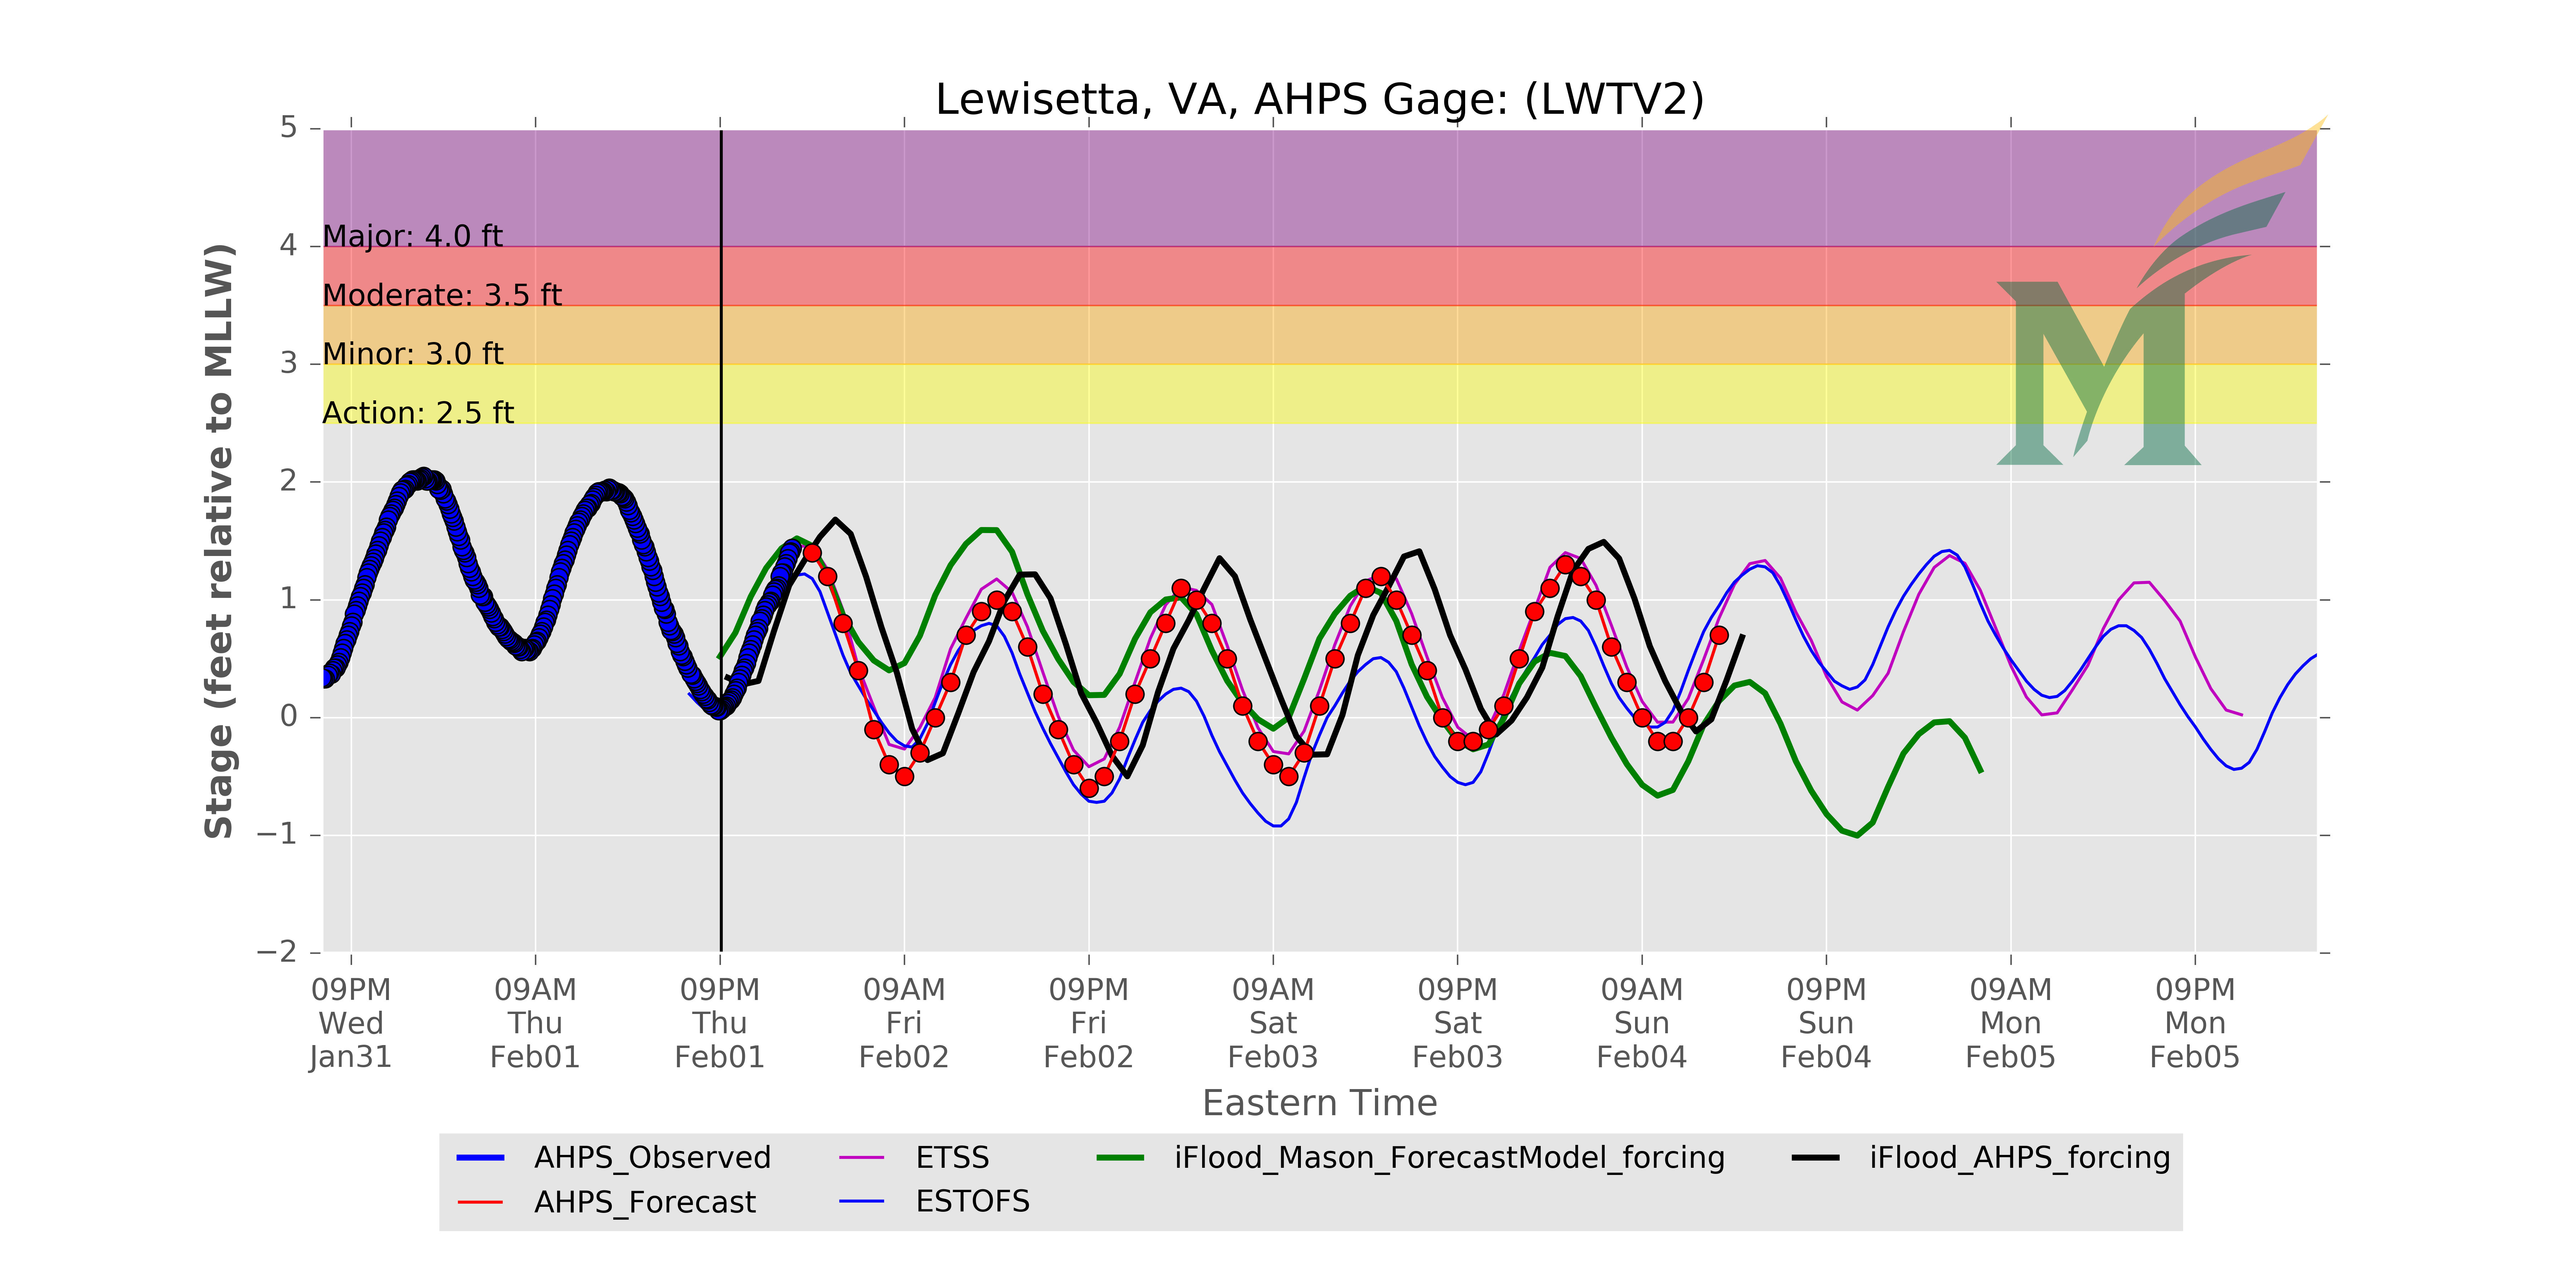 Lewisetta, VA, AHPS Gage: (LWTV2)
5
4
3
2
1
0
−1
−2
Stage (feet relative to MLLW)
Major: 4.0 ft
Moderate: 3.5 ft
Minor: 3.0 ft
Action: 2.5 ft
M
09PM 09AM 09PM 09AM 09PM 09AM 09PM 09AM 09PM 09AM 09PM
Wed Thu Thu Fri Fri Sat Sat Sun Sun Mon Mon
Jan31 Feb01 Feb01 Feb02 Feb02 Feb03 Feb03 Feb04 Feb04 Feb05 Feb05
Eastern Time
AHPS_Observed ETSS iFlood_Mason_ForecastModel_forcing iFlood_AHPS_forcing
AHPS_Forecast ESTOFS